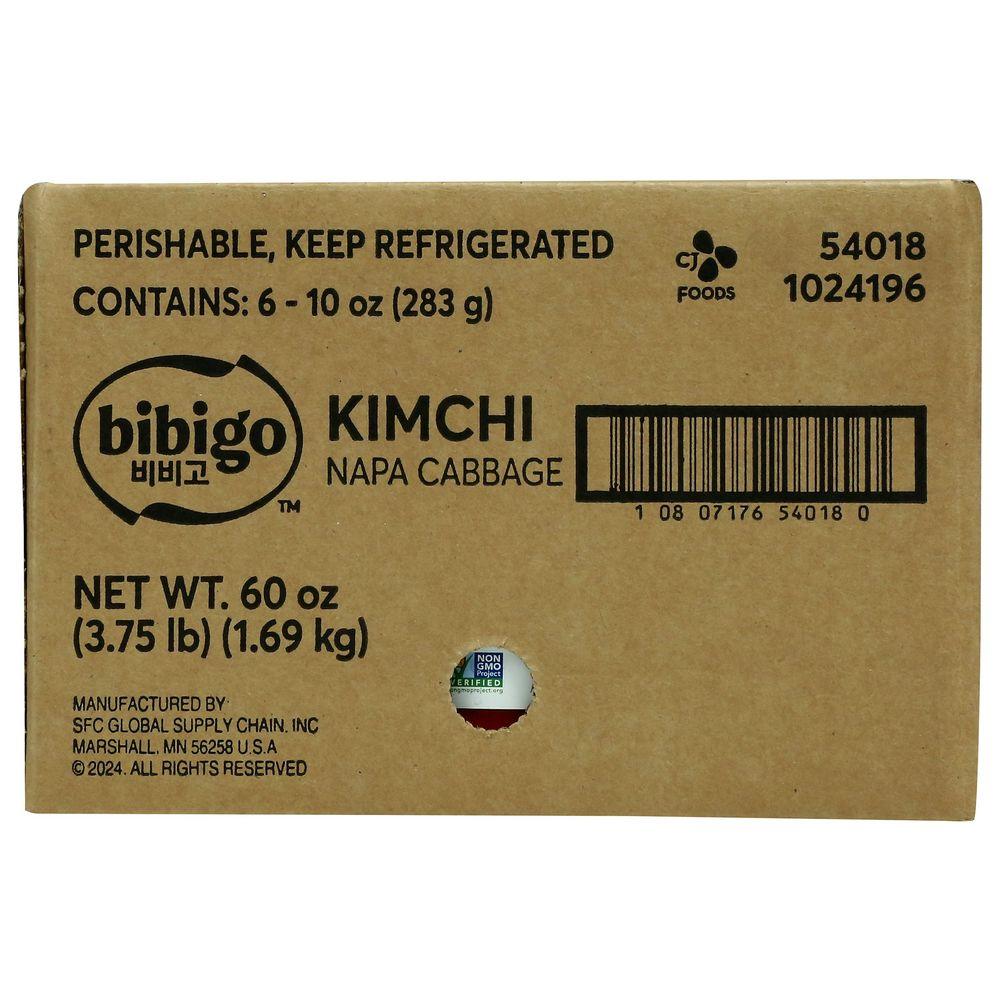 PERISHABLE, KEEP REFRIGERATED
CONTAINS: 6 - 10 oz (283 g)
CJ
FOODS
54018
1024196
bibigo
비비고
TM
KIMCHI
NAPA CABBAGE
1 08 07176 54018 0
NET WT. 60 oz
(3.75 lb) (1.69 kg)
NON
GMO
Project
VERIFIED
MANUFACTURED BY:
SFC GLOBAL SUPPLY CHAIN. INC
MARSHALL, MN 56258 U.S.A
© 2024. ALL RIGHTS RESERVED